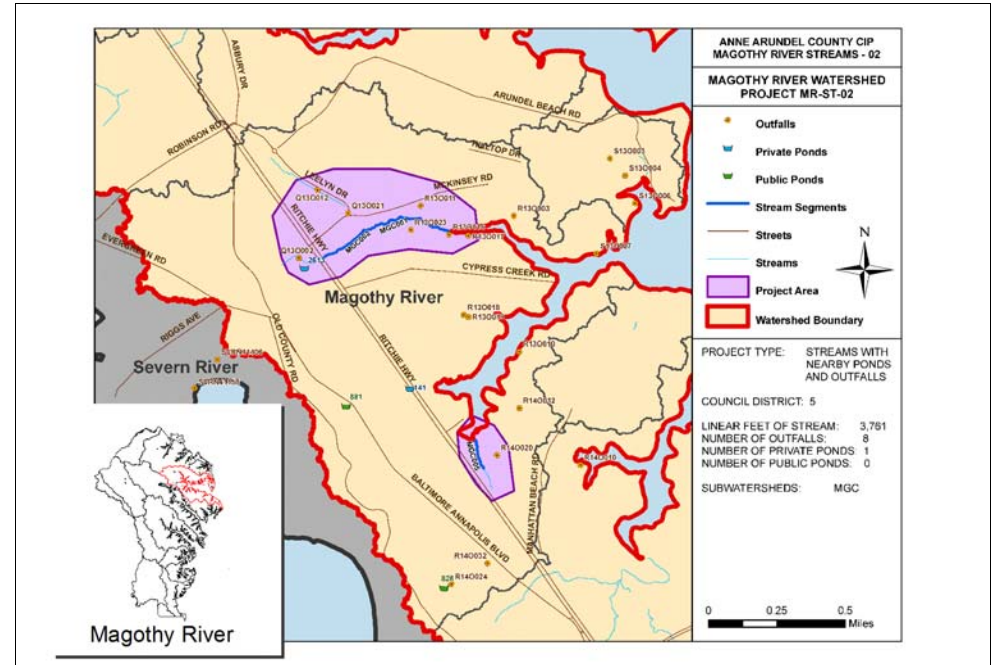 ANNE ARUNDEL COUNTY CIP
MAGOTHY RIVER STREAMS - 02
MAGOTHY RIVER WATERSHED
PROJECT MR-ST-02
Outfalls
Private Ponds
Public Ponds
Stream Segments
Streets
Streams
Project Area
Watershed Boundary
N
PROJECT TYPE: STREAMS WITH
NEARBY PONDS
AND OUTFALLS
COUNCIL DISTRICT: 5
LINEAR FEET OF STREAM: 3,761
NUMBER OF OUTFALLS: 8
NUMBER OF PRIVATE PONDS 1
NUMBER OF PUBLIC PONDS: 0
SUBWATERSHEDS: MGC
0 0.25 0.5
Miles
ASBURY DR
ROBINSON RD
ARUNDEL BEACH RD
HILLTOP DR
S13O003
S13O004
S13O006
LEELYN DR
MCKINSEY RD
Q13O012
Q13O021
R13O011
R13O003
R13O023
RITCHIE HWY
Q13O002
EVERGREEN RD
CYPRESS CREEK RD
Magothy River
R13O018
RIGGS AVE
OLD COUNTY RD
Severn River
R13O010
RITCHIE HWY
881
R14O032
R14O020
R14O010
MANHATTAN BEACH RD
BALTIMORE ANNAPOLIS BLVD
R14O032
R14O024
Magothy River